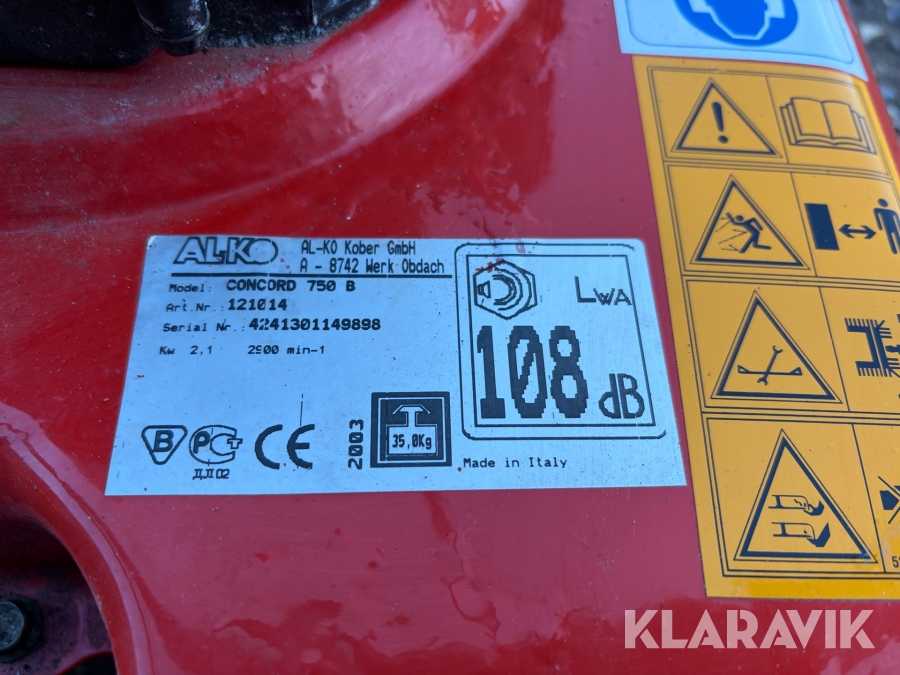 AL-KO
AL-KO Kober GmbH
A - 8742 Werk Obdach
Model: CONCORD 750 B
Art.Nr.: 121014
Serial Nr.: 4241301149898
Kw 2,1 2900 min-1
LWA
108 dB
B
PCT
ДЛ02
CE
2003
35,0Kg
Made in Italy
KLARAVIK